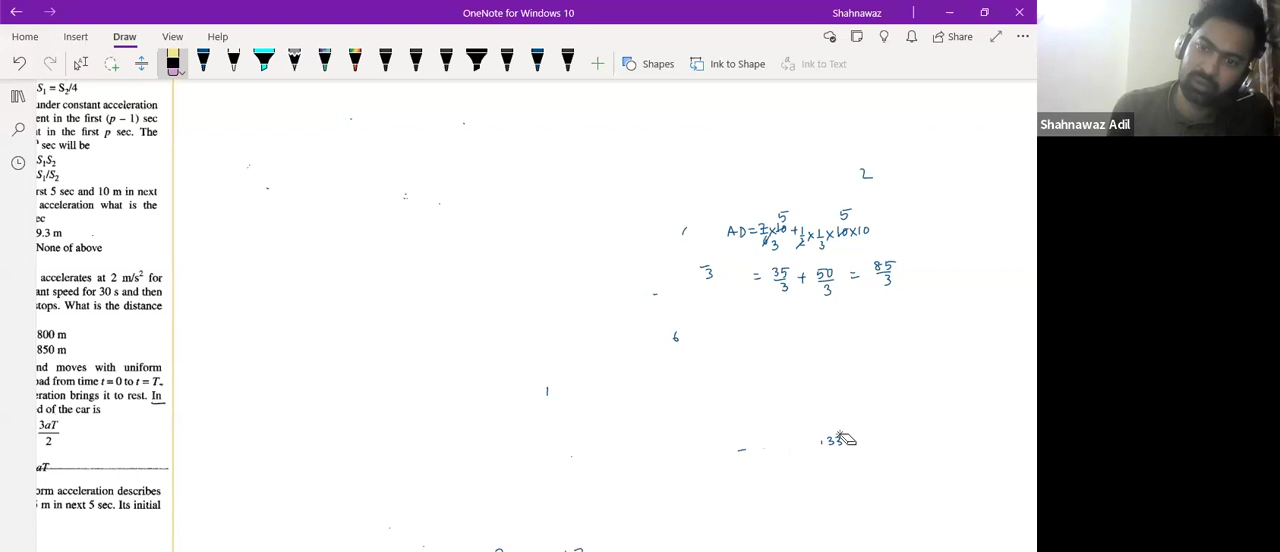 OneNote for Windows 10
Shahnawaz
Home Insert Draw View Help
Share
Shapes
Ink to Shape
Ink to Text
Shahnawaz Adil
S₁ = S₂/4
under constant acceleration
ent in the first (p – 1) sec
t in the first p sec. The
sec will be
S₁S₂
S₁/S₂
rst 5 sec and 10 m in next
acceleration what is the
ec
9.3 m
None of above
accelerates at 2 m/s² for
ant speed for 30 s and then
stops. What is the distance
800 m
850 m
nd moves with uniform
oad from time t = 0 to t = T.
eration brings it to rest. In
d of the car is
3aT/2
aT
orm acceleration describes
m in next 5 sec. Its initial
2
5 5
AD = 7/6 × 10 + 1/2 × 1/3 × 10 × 10
3
= 35/3 + 50/3 = 85/3
3
6
1
.33